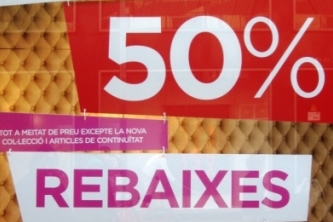 50%
TOT A MEITAT DE PREU EXCEPTE LA NOVA
COL·LECCIÓ I ARTICLES DE CONTINUÏTAT
REBAIXES